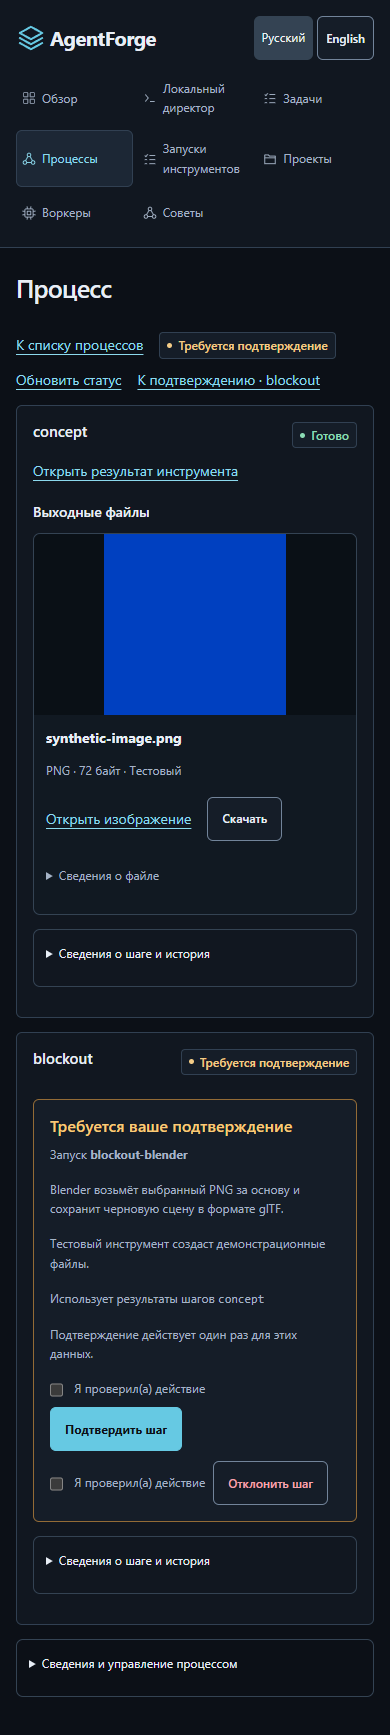 AgentForge
Русский
English
Обзор
Локальный
директор
Задачи
Процессы
Запуски
инструментов
Проекты
Воркеры
Советы
Процесс
К списку процессов
Требуется подтверждение
Обновить статус
К подтверждению · blockout
concept
Готово
Открыть результат инструмента
Выходные файлы
synthetic-image.png
PNG · 72 байт · Тестовый
Открыть изображение
Скачать
Сведения о файле
Сведения о шаге и история
blockout
Требуется подтверждение
Требуется ваше подтверждение
Запуск blockout-blender
Blender возьмёт выбранный PNG за основу и
сохранит черновую сцену в формате glTF.
Тестовый инструмент создаст демонстрационные
файлы.
Использует результаты шагов concept
Подтверждение действует один раз для этих
данных.
Я проверил(а) действие
Подтвердить шаг
Я проверил(а) действие
Отклонить шаг
Сведения о шаге и история
Сведения и управление процессом